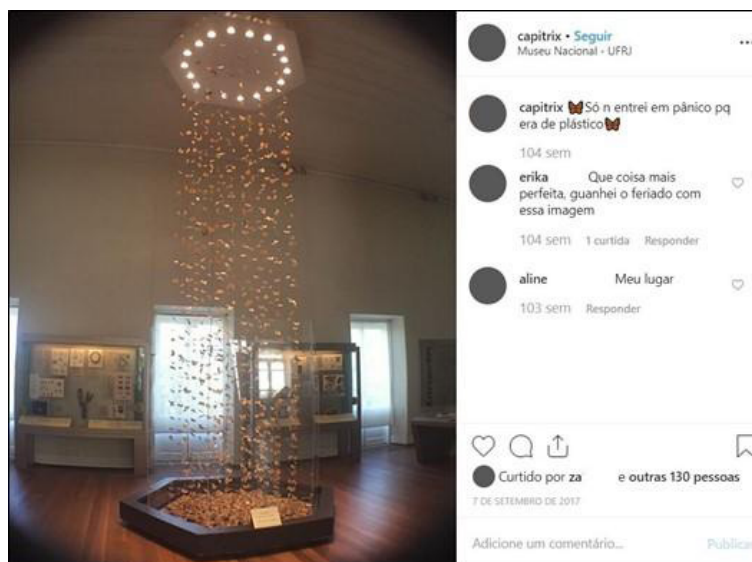 capitrix • Seguir
Museu Nacional - UFRJ
capitrix 🦋Só n entrei em pânico pq
era de plástico🦋
104 sem
erika Que coisa mais
perfeita, guanhei o feriado com
essa imagem
104 sem 1 curtida Responder
aline Meu lugar
103 sem Responder
Curtido por za e outras 130 pessoas
7 DE SETEMBRO DE 2017
Adicione um comentário... Publicar